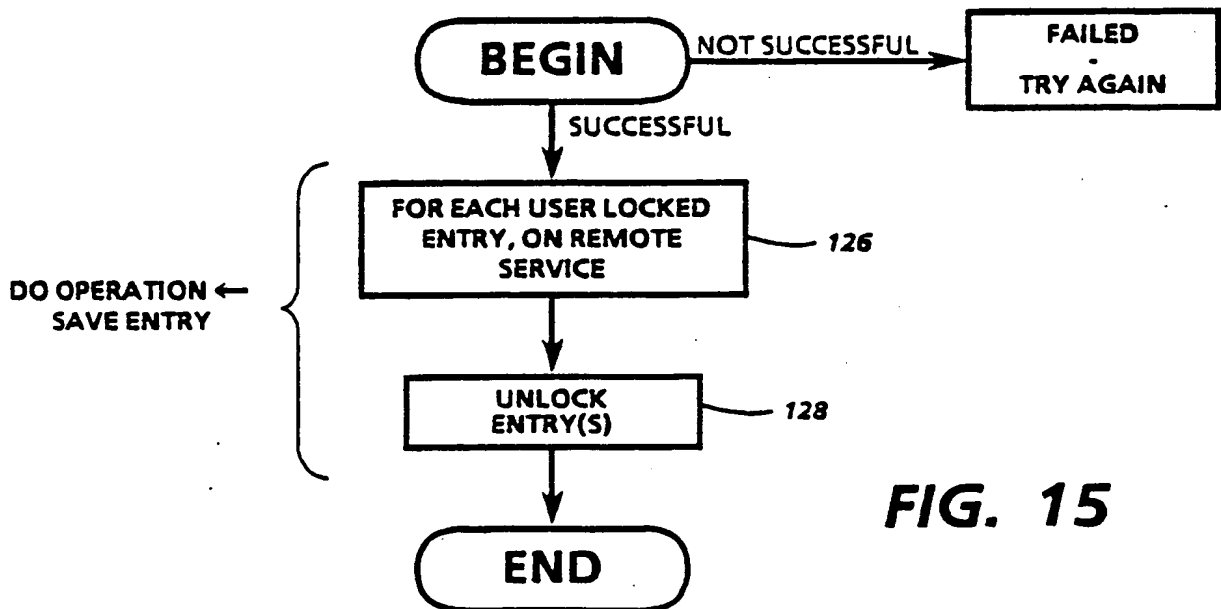 BEGIN
NOT SUCCESSFUL
FAILED
-
TRY AGAIN
SUCCESSFUL
FOR EACH USER LOCKED
ENTRY, ON REMOTE
SERVICE
126
DO OPERATION ←
SAVE ENTRY
UNLOCK
ENTRY(S)
128
END
FIG. 15